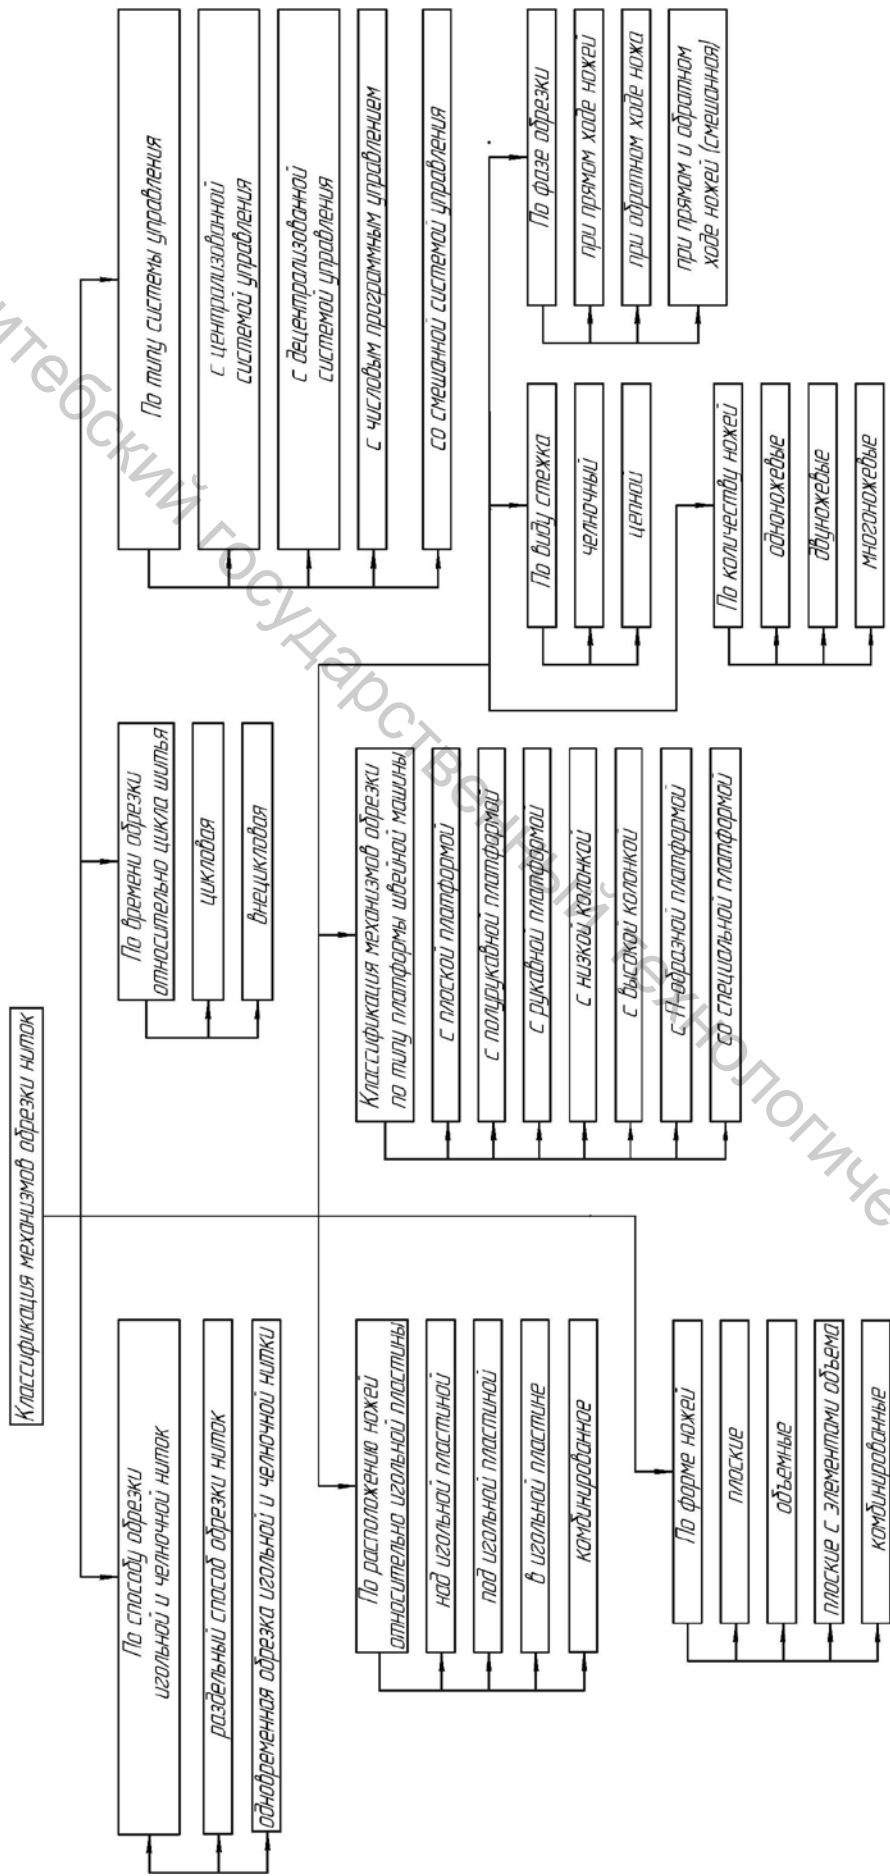 Классификация механизмов обрезки ниток
По способу обрезки
игольной и челночной ниток
раздельный способ обрезки ниток
одновременная обрезка игольной и челночной нитки
По времени обрезки
относительно цикла шитья
цикловая
внецикловая
По типу системы управления
с централизованной
системой управления
с децентрализованной
системой управления
с числовым программным управлением
со смешанной системой управления
По расположению ножей
относительно игольной пластины
над игольной пластиной
под игольной пластиной
в игольной пластине
комбинированное
Классификация механизмов обрезки
по типу платформы швейной машины
с плоской платформой
с полурукавной платформой
с рукавной платформой
с низкой колонкой
с высокой колонкой
с П-образной платформой
со специальной платформой
По виду стежка
челночный
цепной
По фазе обрезки
при прямом ходе ножей
при обратном ходе ножа
при прямом и обратном
ходе ножей (смешанная)
По форме ножей
плоские
объемные
плоские с элементами объема
комбинированные
По количеству ножей
одноножевые
двуножевые
многоножевые
государственный